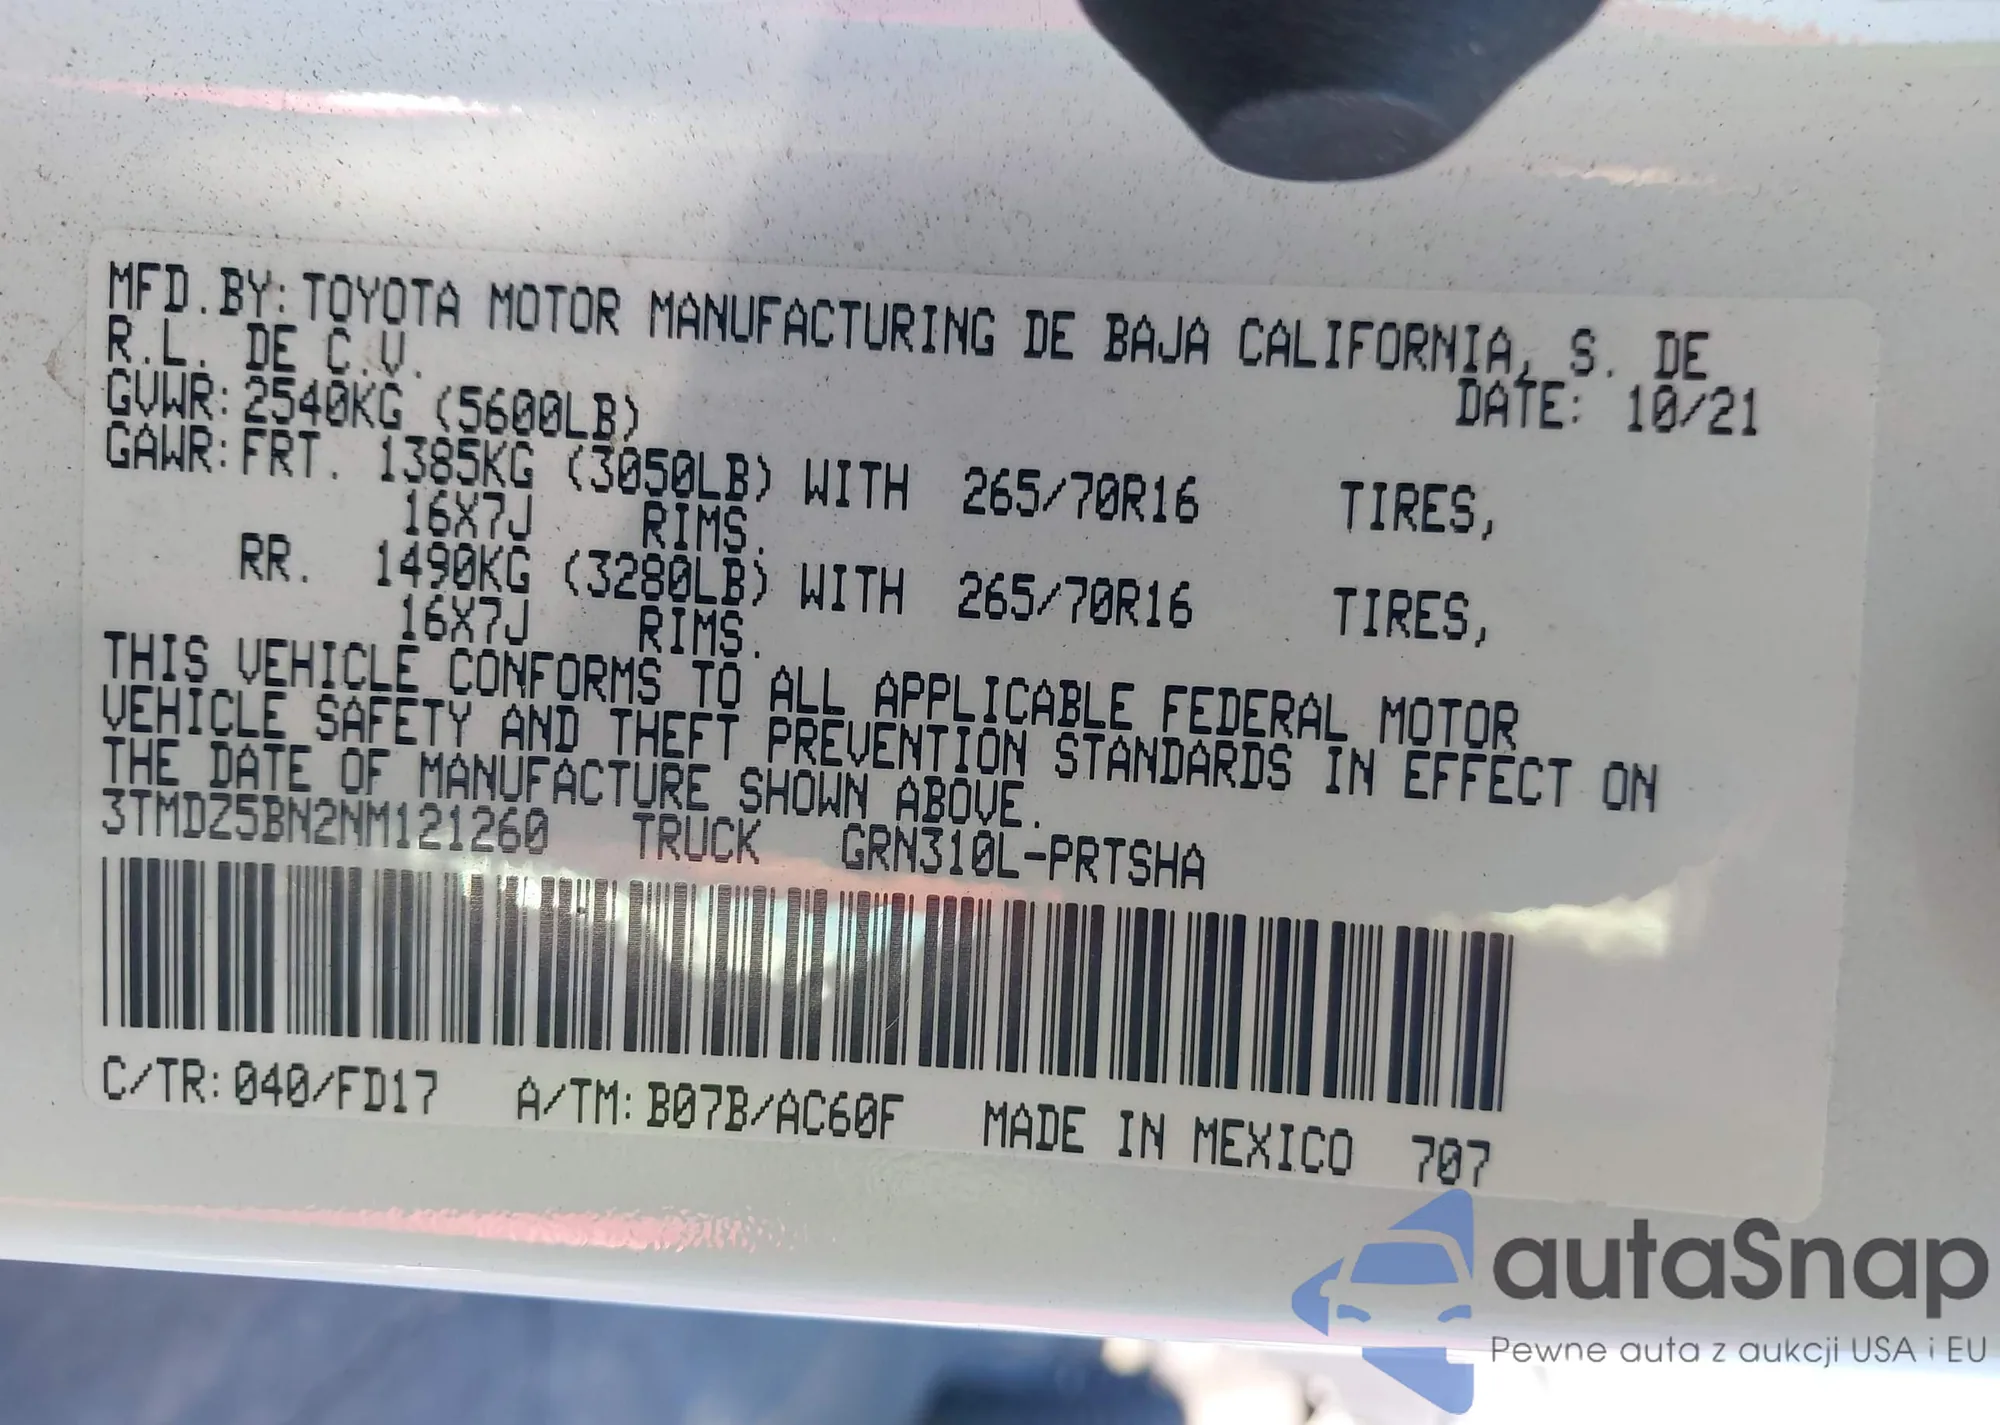 MFD.BY:TOYOTA MOTOR MANUFACTURING DE BAJA CALIFORNIA, S. DE
R.L. DE C.V.
GVWR:2540KG (5600LB) DATE: 10/21
GAWR:FRT. 1385KG (3050LB) WITH 265/70R16 TIRES,
16X7J RIMS.
RR. 1490KG (3280LB) WITH 265/70R16 TIRES,
16X7J RIMS.
THIS VEHICLE CONFORMS TO ALL APPLICABLE FEDERAL MOTOR
VEHICLE SAFETY AND THEFT PREVENTION STANDARDS IN EFFECT ON
THE DATE OF MANUFACTURE SHOWN ABOVE.
3TMDZ5BN2NM121260 TRUCK GRN310L-PRTSHA
C/TR:040/FD17 A/TM:B07B/AC60F MADE IN MEXICO 707
autaSnap
Pewne auta z aukcji USA i EU